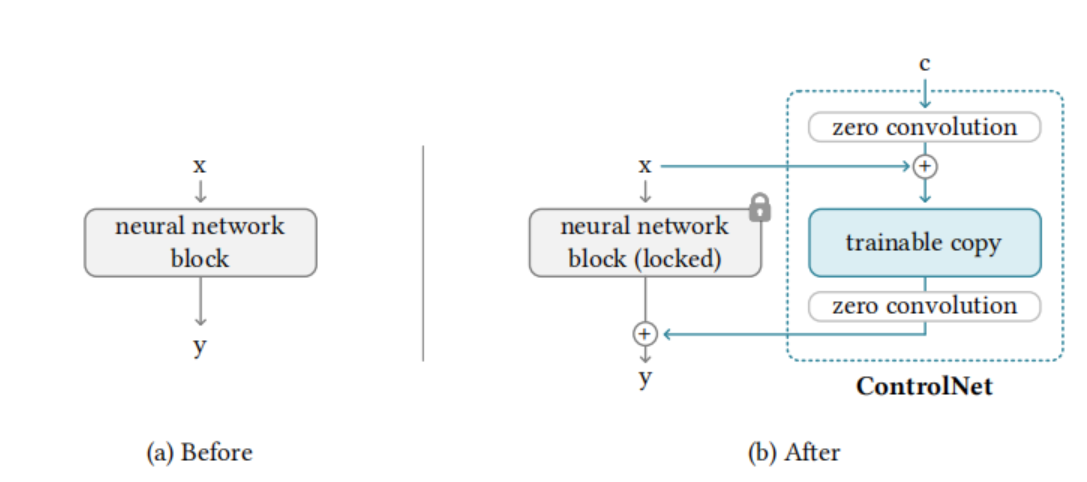 x
neural network
block
y
(a) Before
c
zero convolution
x
+
neural network
block (locked)
trainable copy
zero convolution
+
y
ControlNet
(b) After